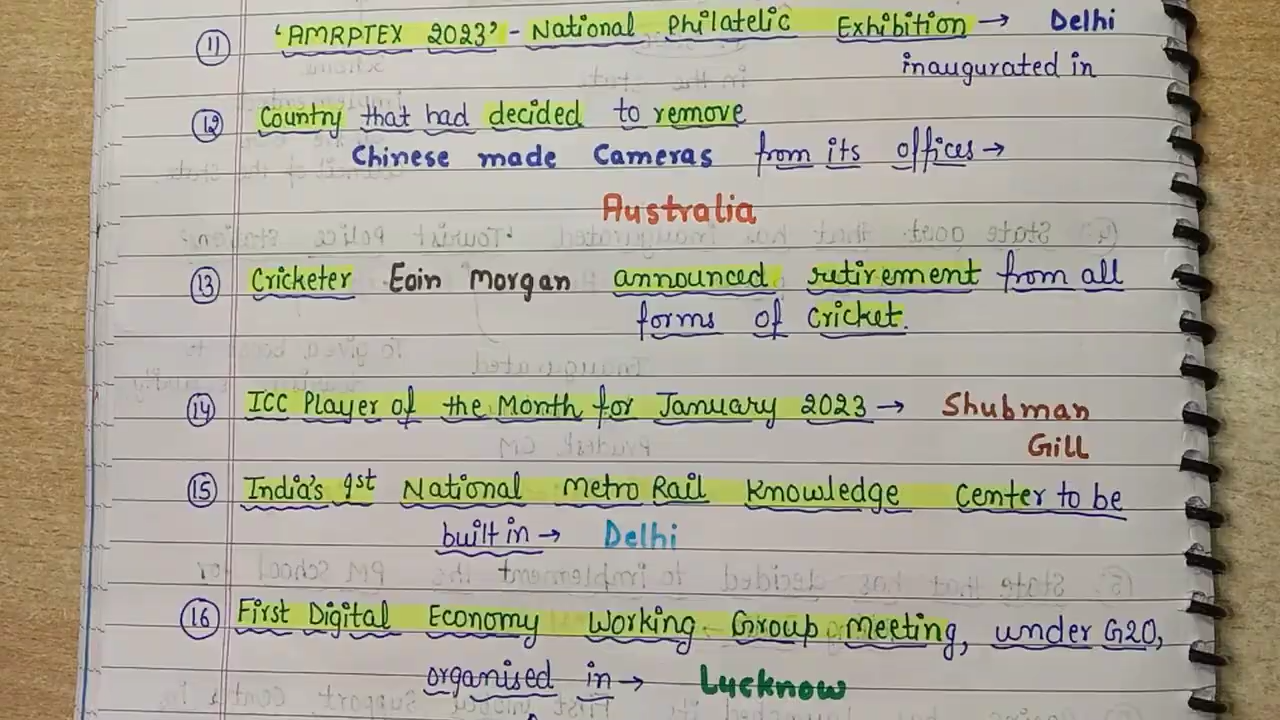 11 'AMRPTEX 2023' - National Philatelic Exhibition → Delhi
inaugurated in
12 Country that had decided to remove
Chinese made Cameras from its offices →
Australia
13 Cricketer Eoin Morgan announced retirement from all
forms of Cricket.
14 ICC Player of the Month for January 2023 → Shubman
Gill
15 India's 1st National Metro Rail Knowledge Center to be
built in → Delhi
16 First Digital Economy Working Group Meeting, under G20,
organised in → Lucknow